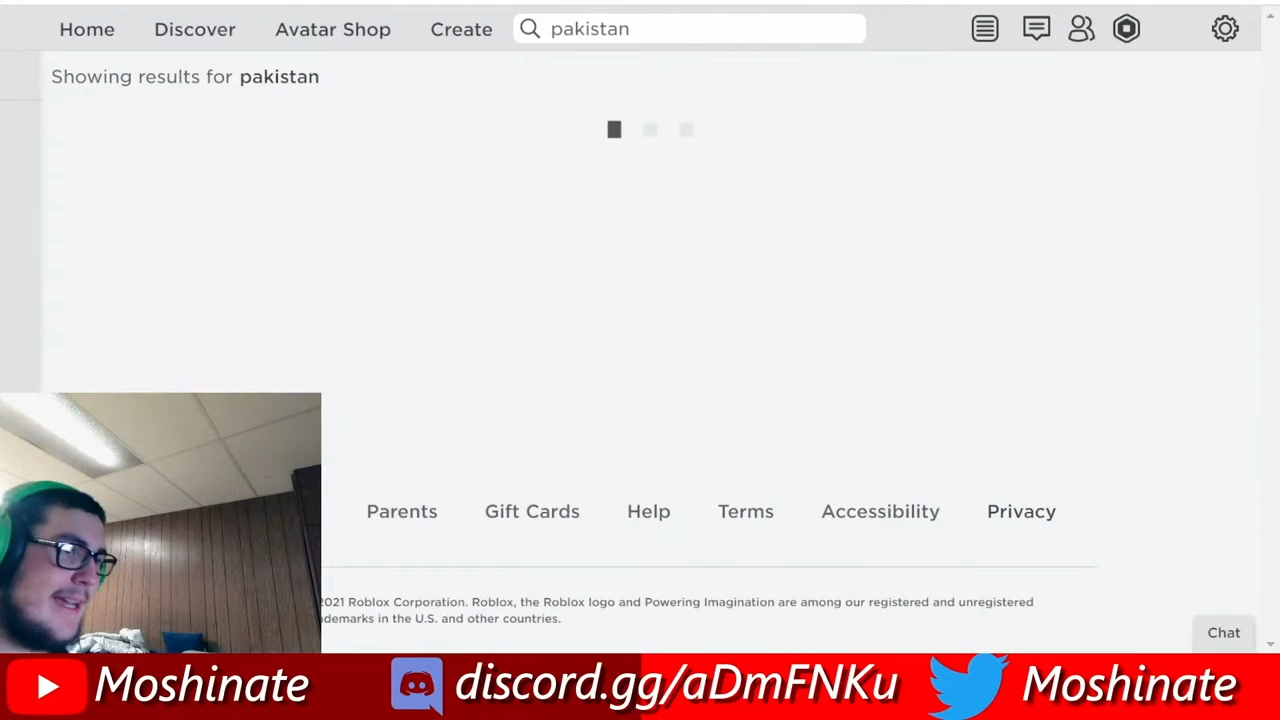 Home Discover Avatar Shop Create pakistan
Showing results for pakistan
Parents Gift Cards Help Terms Accessibility Privacy
2021 Roblox Corporation. Roblox, the Roblox logo and Powering Imagination are among our registered and unregistered
demarks in the U.S. and other countries.
Chat
Moshinate discord.gg/aDmFNKu Moshinate